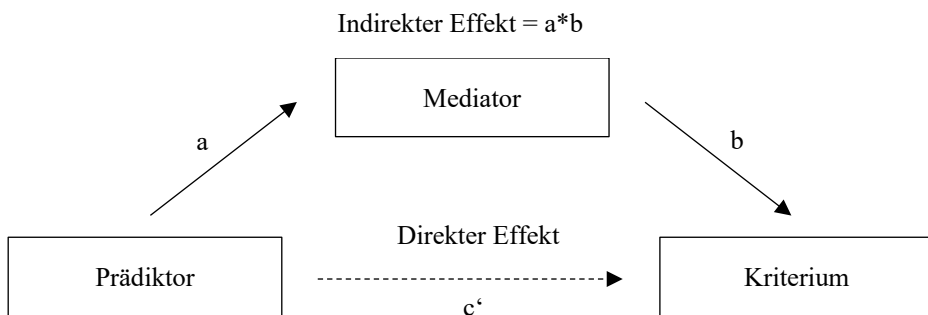 Indirekter Effekt = a*b
Mediator
a
b
Direkter Effekt
Prädiktor
Kriterium
c‘